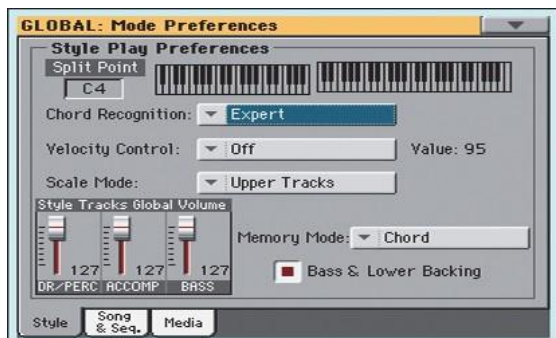 GLOBAL: Mode Preferences
Style Play Preferences
Split Point
C4
Chord Recognition: Expert
Velocity Control: Off Value: 95
Scale Mode: Upper Tracks
Style Tracks Global Volume
Memory Mode: Chord
127 127 127
Bass & Lower Backing
DR/PERC ACCOMP BASS
Style Song & Seq. Media